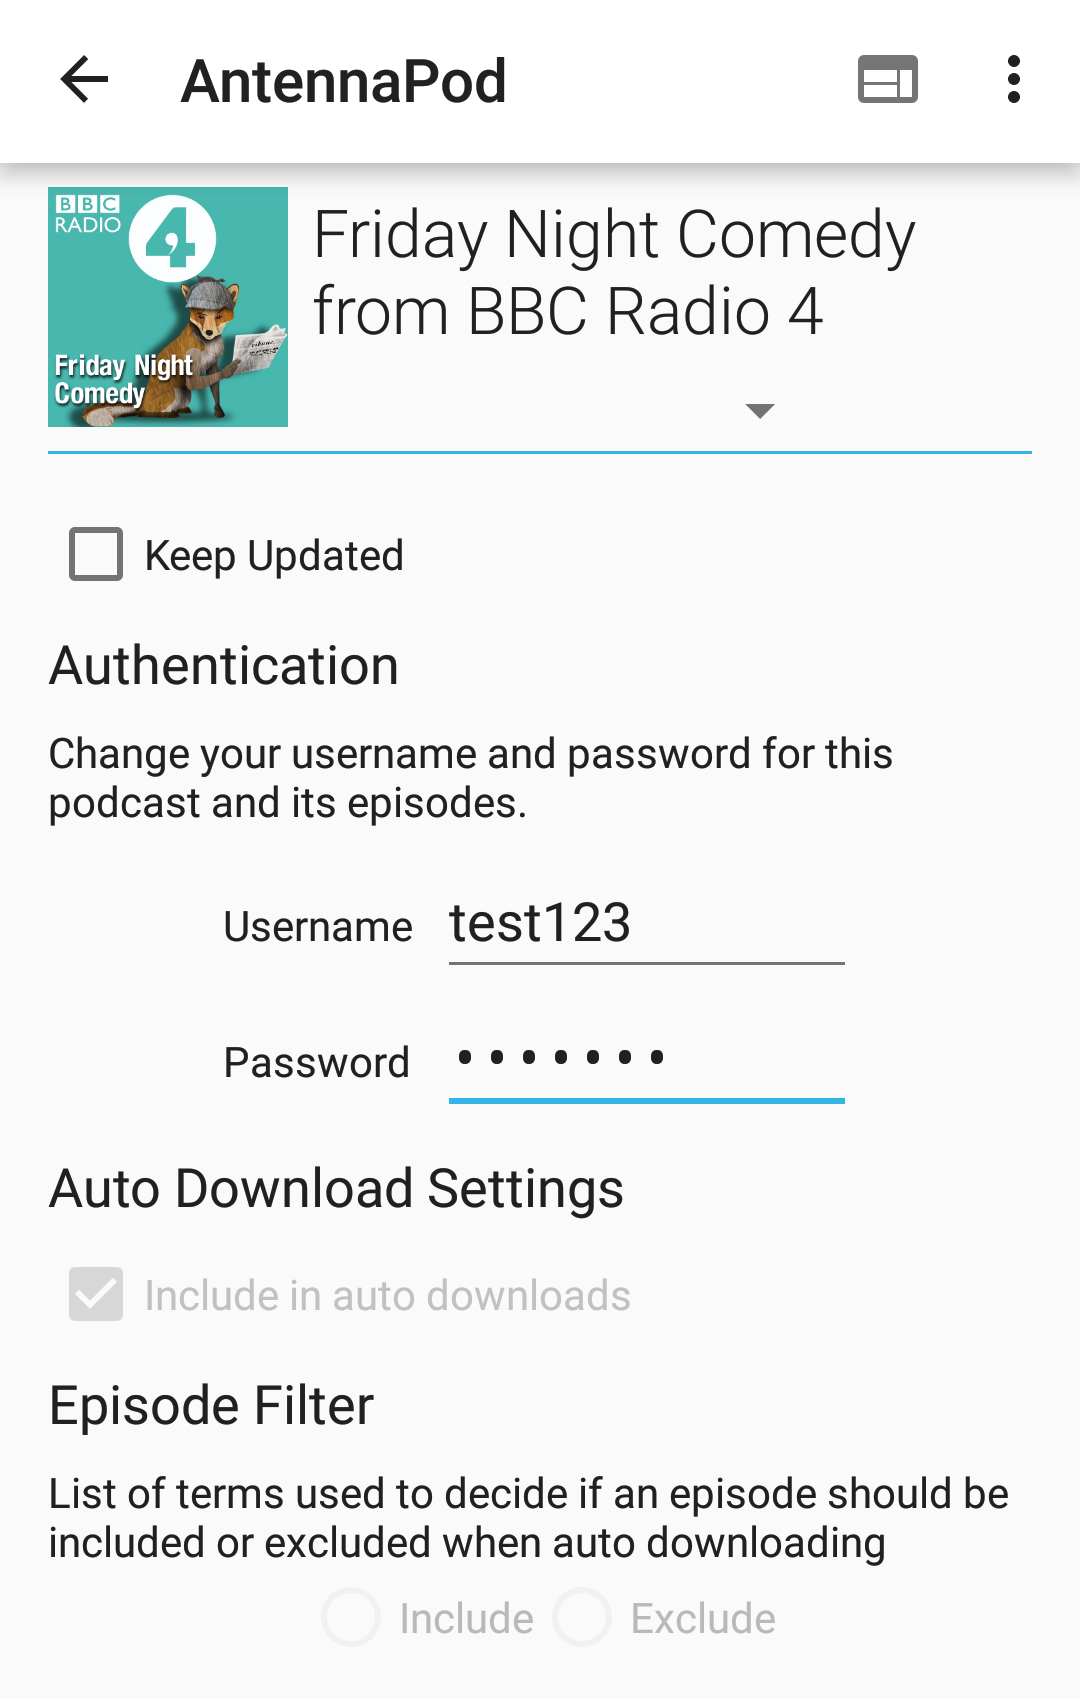 AntennaPod
BBC
RADIO
4
Friday Night
Comedy
Friday Night Comedy
from BBC Radio 4
Keep Updated
Authentication
Change your username and password for this
podcast and its episodes.
Username test123
Password •••••••
Auto Download Settings
Include in auto downloads
Episode Filter
List of terms used to decide if an episode should be
included or excluded when auto downloading
Include Exclude